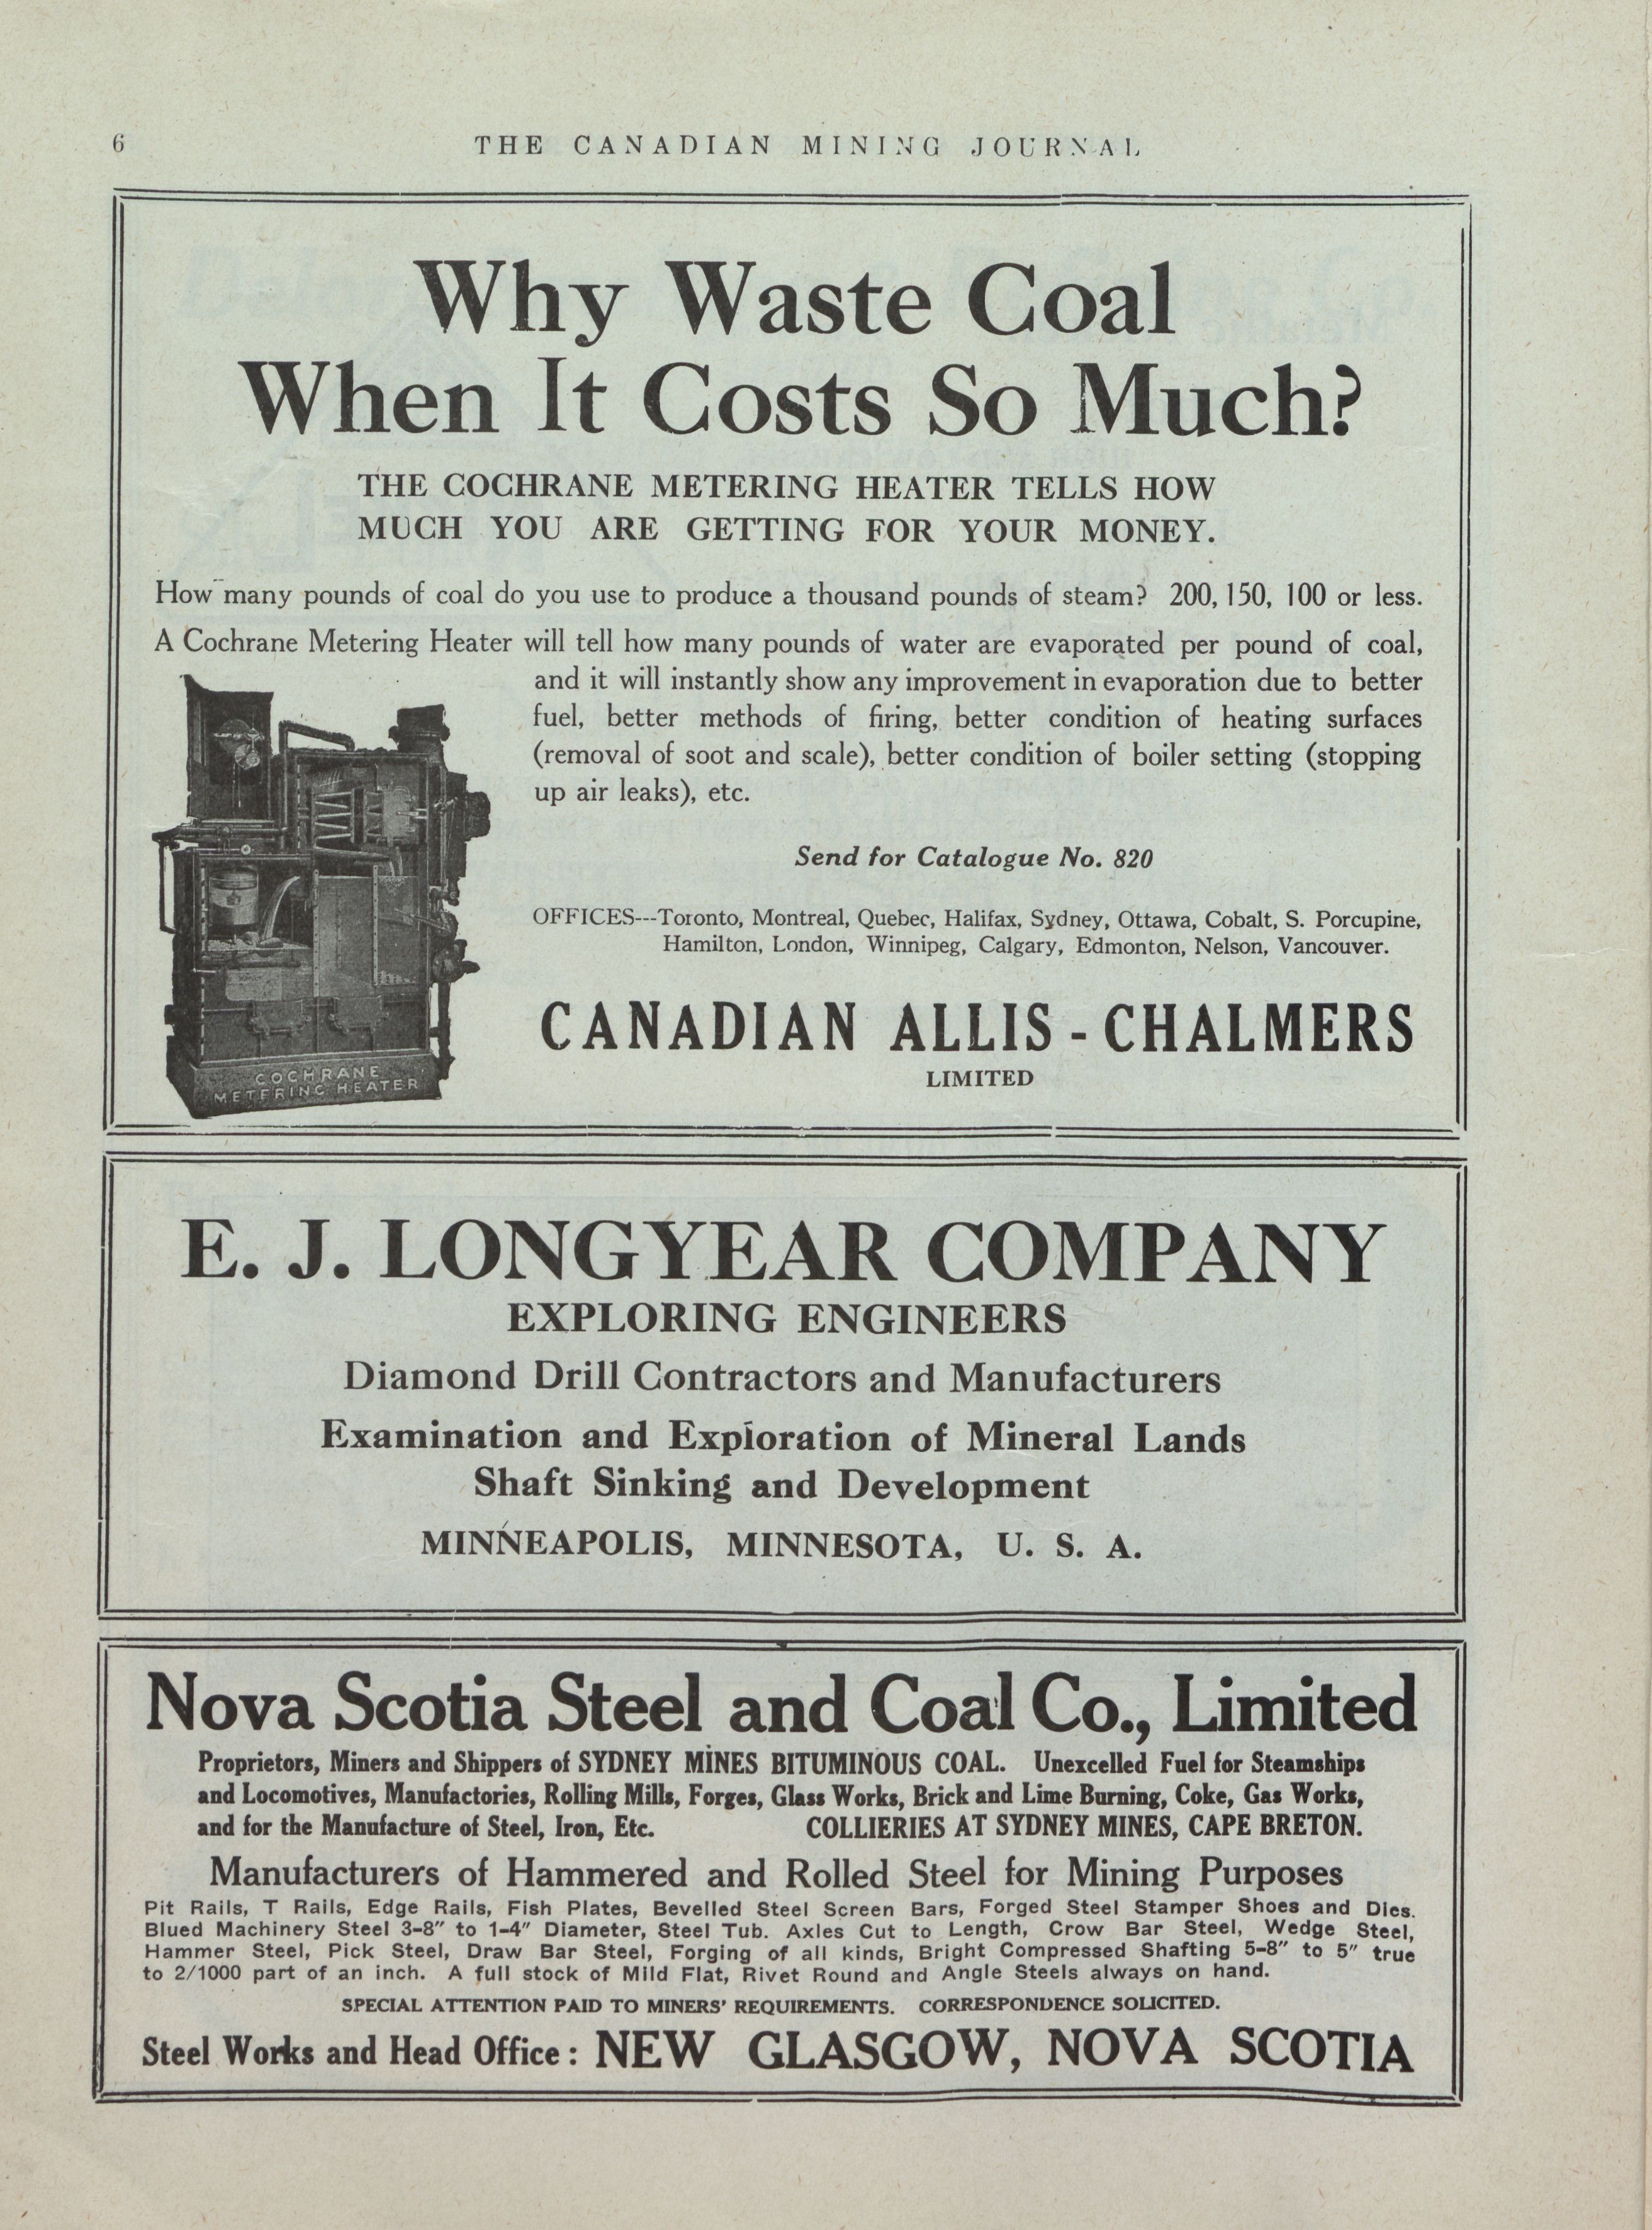 6
THE CANADIAN MINING JOURNAL
Why Waste Coal
When It Costs So Much?
THE COCHRANE METERING HEATER TELLS HOW
MUCH YOU ARE GETTING FOR YOUR MONEY.
How many pounds of coal do you use to produce a thousand pounds of steam? 200, 150, 100 or less.
A Cochrane Metering Heater will tell how many pounds of water are evaporated per pound of coal,
and it will instantly show any improvement in evaporation due to better
fuel, better methods of firing, better condition of heating surfaces
(removal of soot and scale), better condition of boiler setting (stopping
up air leaks), etc.
Send for Catalogue No. 820
OFFICES---Toronto, Montreal, Quebec, Halifax, Sydney, Ottawa, Cobalt, S. Porcupine,
Hamilton, London, Winnipeg, Calgary, Edmonton, Nelson, Vancouver.
CANADIAN ALLIS-CHALMERS
LIMITED
COCHRANE
METERING HEATER
E. J. LONGYEAR COMPANY
EXPLORING ENGINEERS
Diamond Drill Contractors and Manufacturers
Examination and Exploration of Mineral Lands
Shaft Sinking and Development
MINNEAPOLIS, MINNESOTA, U. S. A.
Nova Scotia Steel and Coal Co., Limited
Proprietors, Miners and Shippers of SYDNEY MINES BITUMINOUS COAL. Unexcelled Fuel for Steamships
and Locomotives, Manufactories, Rolling Mills, Forges, Glass Works, Brick and Lime Burning, Coke, Gas Works,
and for the Manufacture of Steel, Iron, Etc. COLLIERIES AT SYDNEY MINES, CAPE BRETON.
Manufacturers of Hammered and Rolled Steel for Mining Purposes
Pit Rails, T Rails, Edge Rails, Fish Plates, Bevelled Steel Screen Bars, Forged Steel Stamper Shoes and Dies.
Blued Machinery Steel 3-8" to 1-4" Diameter, Steel Tub. Axles Cut to Length, Crow Bar Steel, Wedge Steel,
Hammer Steel, Pick Steel, Draw Bar Steel, Forging of all kinds, Bright Compressed Shafting 5-8" to 5" true
to 2/1000 part of an inch. A full stock of Mild Flat, Rivet Round and Angle Steels always on hand.
SPECIAL ATTENTION PAID TO MINERS' REQUIREMENTS. CORRESPONDENCE SOLICITED.
Steel Works and Head Office: NEW GLASGOW, NOVA SCOTIA